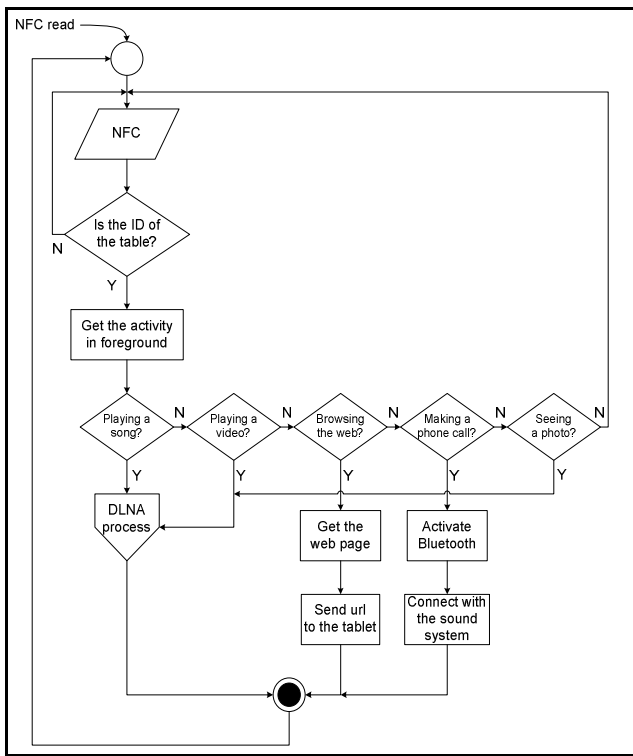 NFC read
NFC
Is the ID of
the table?
N
Y
Get the activity
in foreground
Playing a
song?
N
Playing a
video?
N
Browsing
the web?
N
Making a
phone call?
N
Seeing
a photo?
N
Y
Y
Y
Y
Y
DLNA
process
Get the
web page
Activate
Bluetooth
Send url
to the tablet
Connect with
the sound
system